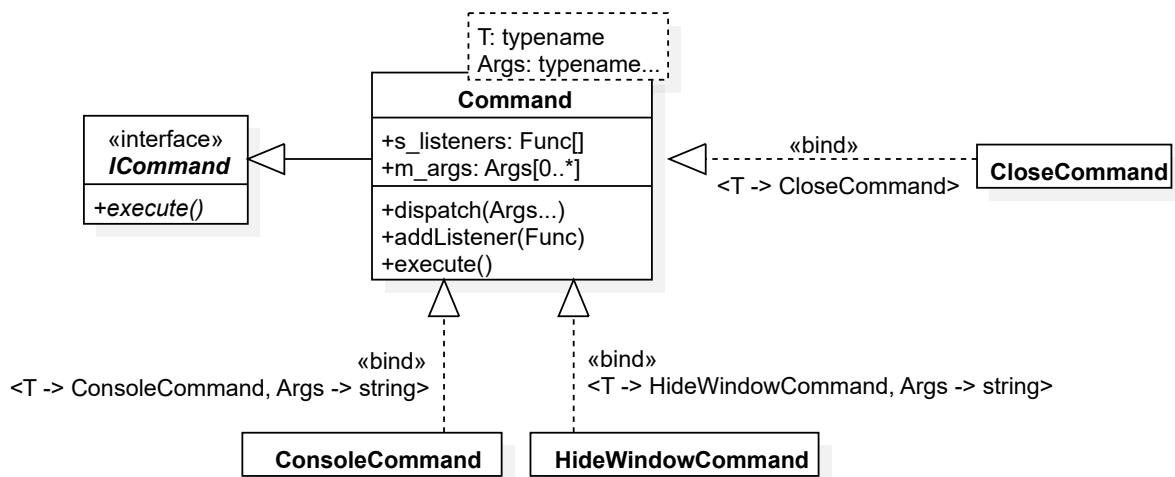 T: typename
Args: typename...
Command
+s_listeners: Func[]
+m_args: Args[0..*]
+dispatch(Args...)
+addListener(Func)
+execute()
«interface»
ICommand
+execute()
«bind»
<T -> CloseCommand>
CloseCommand
«bind»
<T -> ConsoleCommand, Args -> string>
ConsoleCommand
«bind»
<T -> HideWindowCommand, Args -> string>
HideWindowCommand